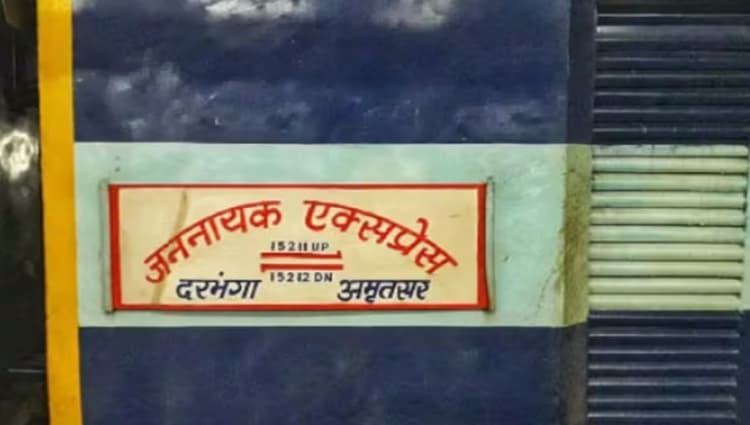 जननायक एक्सप्रेस
15211 UP
15212 DN
दरभंगा अमृतसर